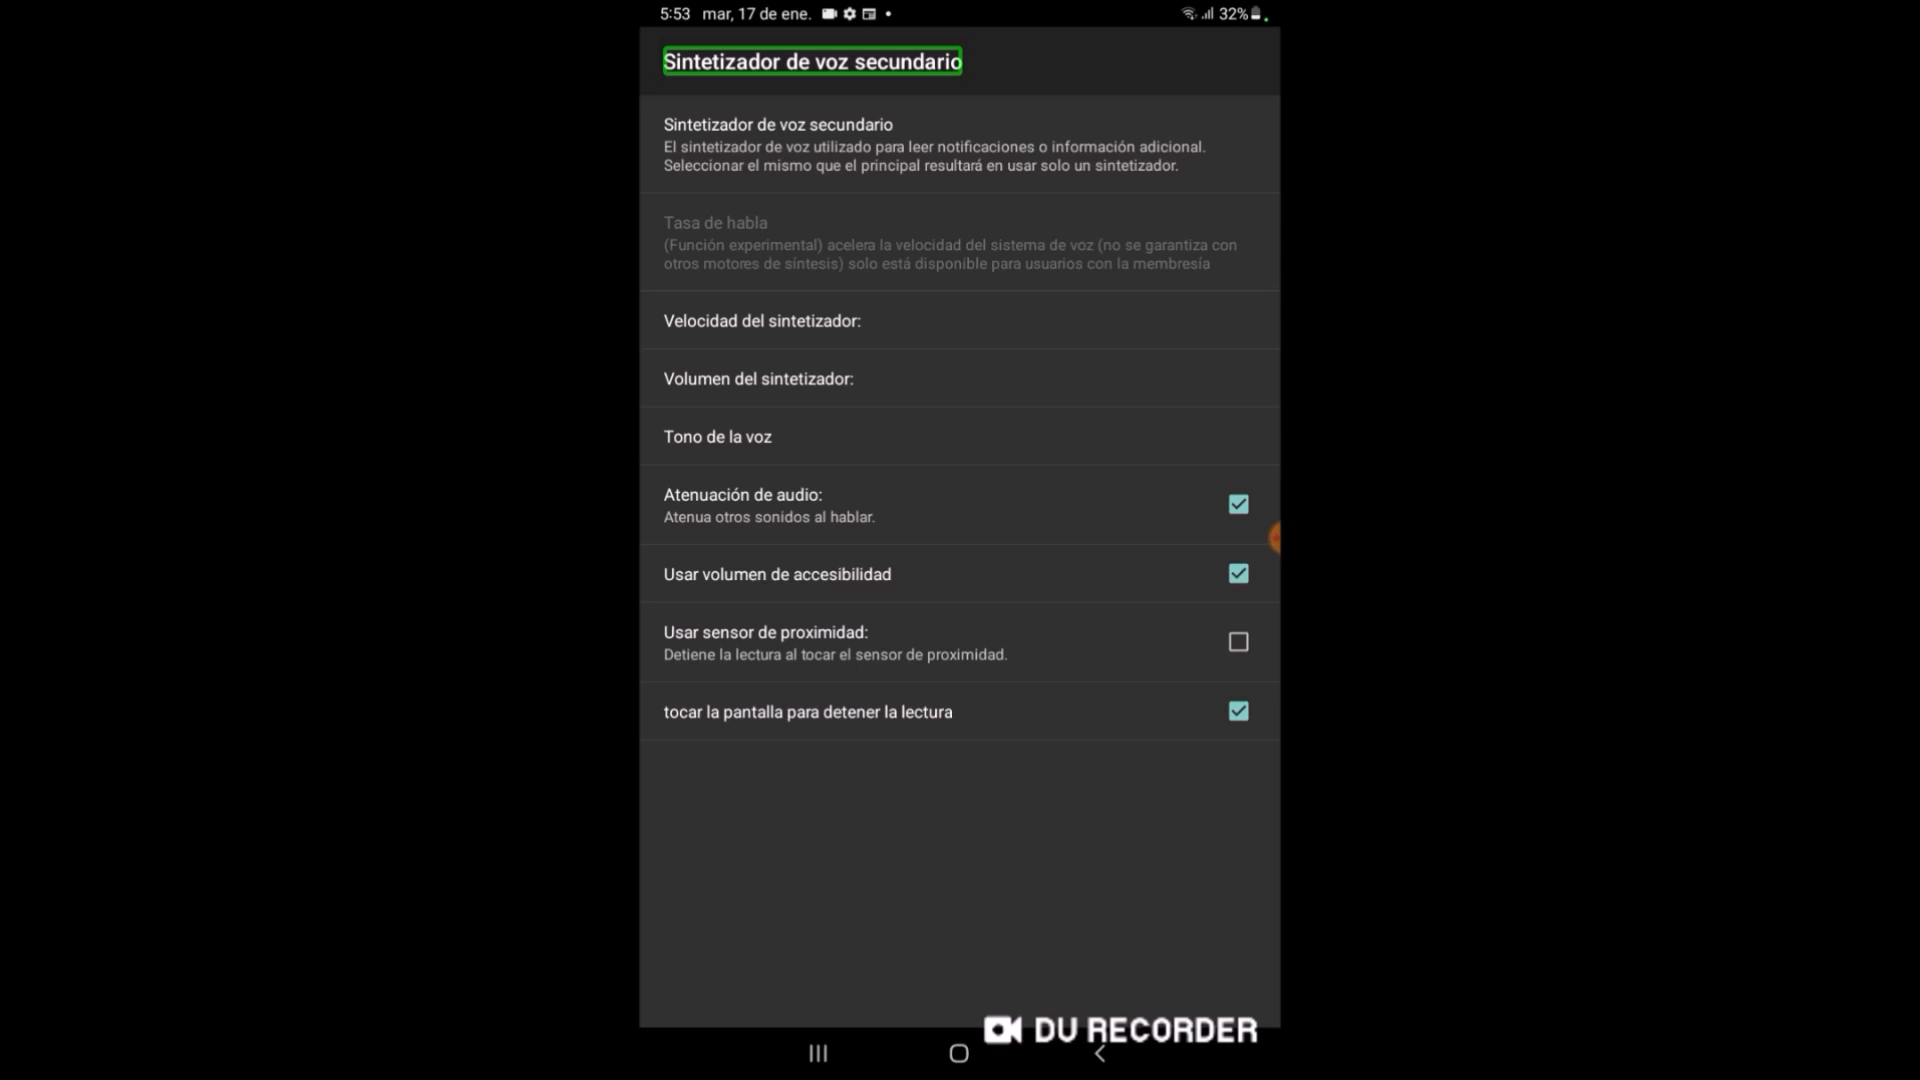 5:53 mar, 17 de ene. 32%
Sintetizador de voz secundario
Sintetizador de voz secundario
El sintetizador de voz utilizado para leer notificaciones o información adicional.
Seleccionar el mismo que el principal resultará en usar solo un sintetizador.
Tasa de habla
(Función experimental) acelera la velocidad del sistema de voz (no se garantiza con
otros motores de síntesis) solo está disponible para usuarios con la membresía
Velocidad del sintetizador:
Volumen del sintetizador:
Tono de la voz
Atenuación de audio:
Atenua otros sonidos al hablar.
Usar volumen de accesibilidad
Usar sensor de proximidad:
Detiene la lectura al tocar el sensor de proximidad.
tocar la pantalla para detener la lectura
DU RECORDER